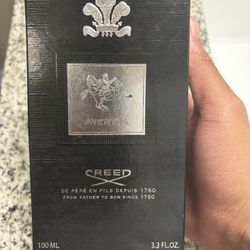 AVENTUS
CREED
DE PÈRE EN FILS DEPUIS 1760
FROM FATHER TO SON SINCE 1760
100 ML 3.3 FL.OZ.